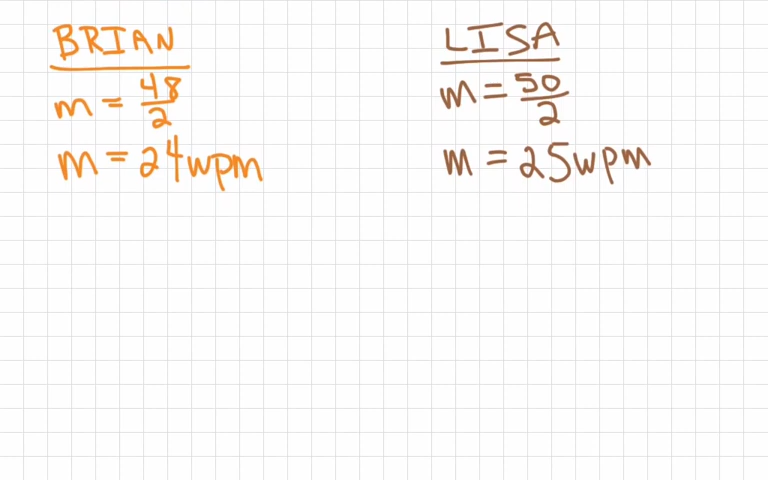 BRIAN
m = 48/2
m = 24wpm
LISA
m = 50/2
m = 25wpm